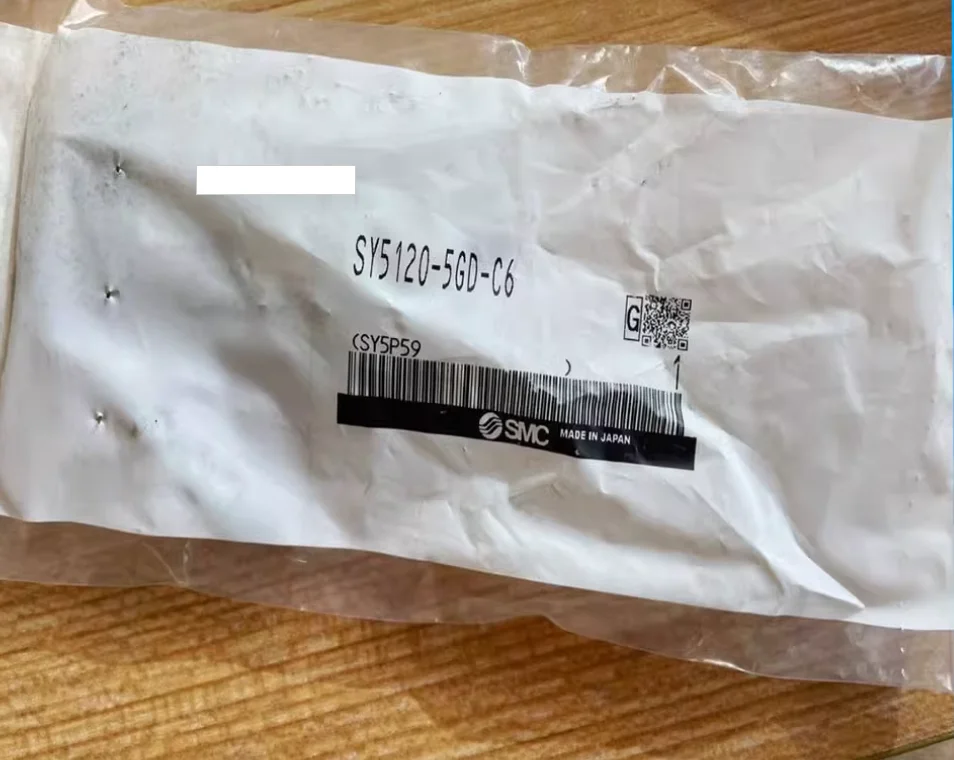 SY5120-5GD-C6
G
(SY5P59 )
1
SMC MADE IN JAPAN